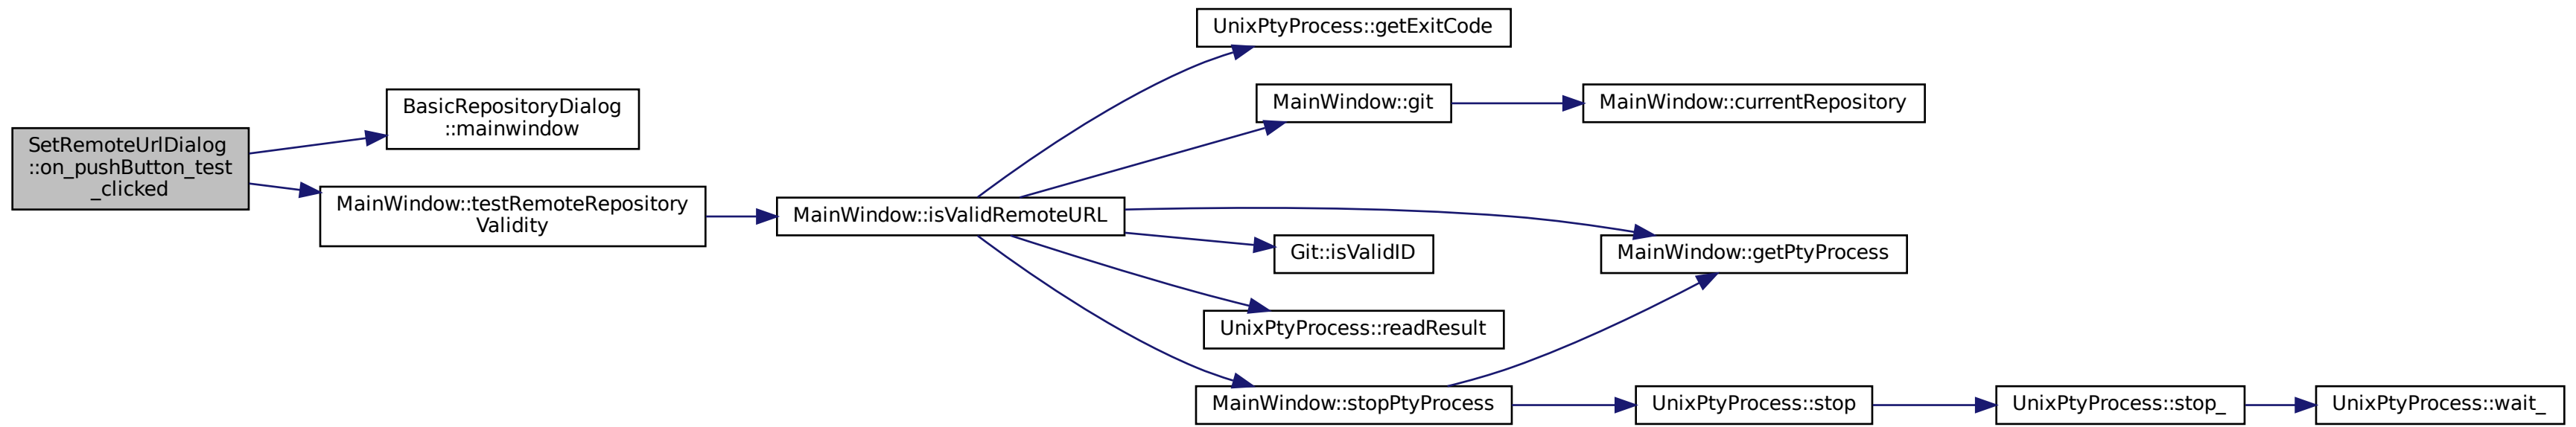 SetRemoteUrlDialog
::on_pushButton_test
_clicked
BasicRepositoryDialog
::mainwindow
MainWindow::testRemoteRepository
Validity
MainWindow::isValidRemoteURL
UnixPtyProcess::getExitCode
MainWindow::git
MainWindow::currentRepository
MainWindow::getPtyProcess
Git::isValidID
UnixPtyProcess::readResult
MainWindow::stopPtyProcess
UnixPtyProcess::stop
UnixPtyProcess::stop_
UnixPtyProcess::wait_